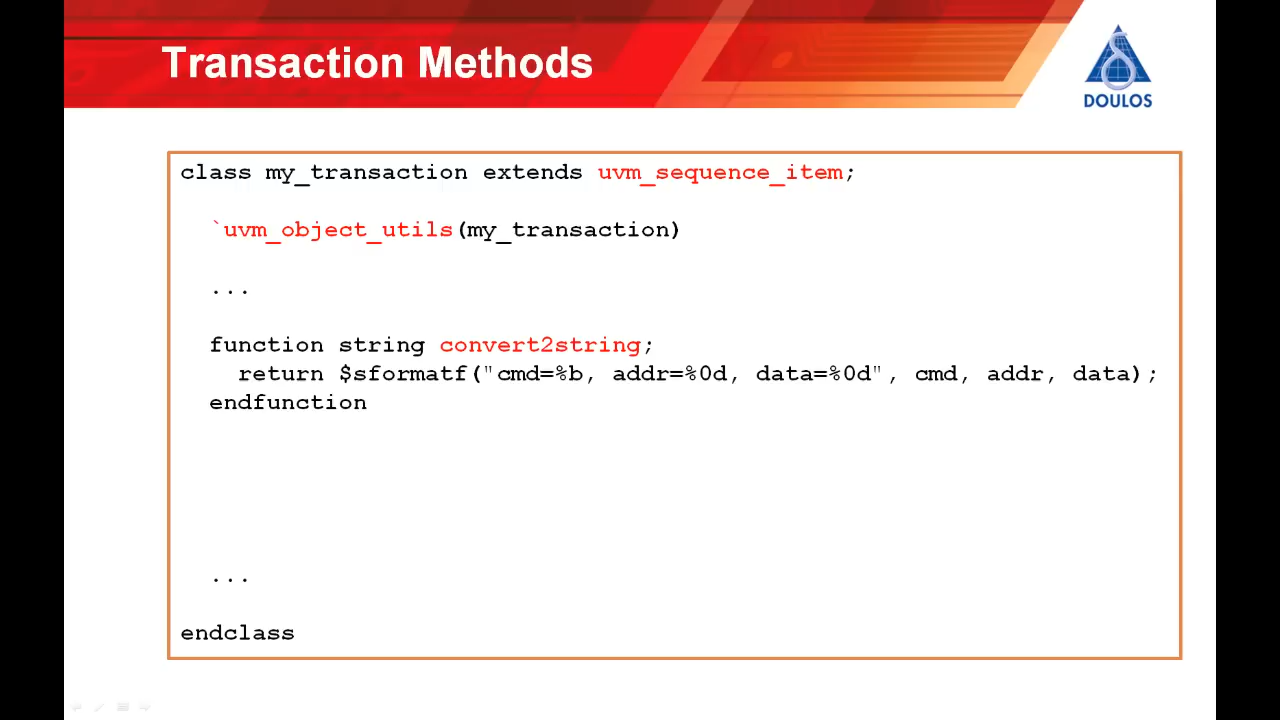 Transaction Methods
DOULOS
class my_transaction extends uvm_sequence_item;
`uvm_object_utils(my_transaction)
...
function string convert2string;
return $sformatf("cmd=%b, addr=%0d, data=%0d", cmd, addr, data);
endfunction
...
endclass